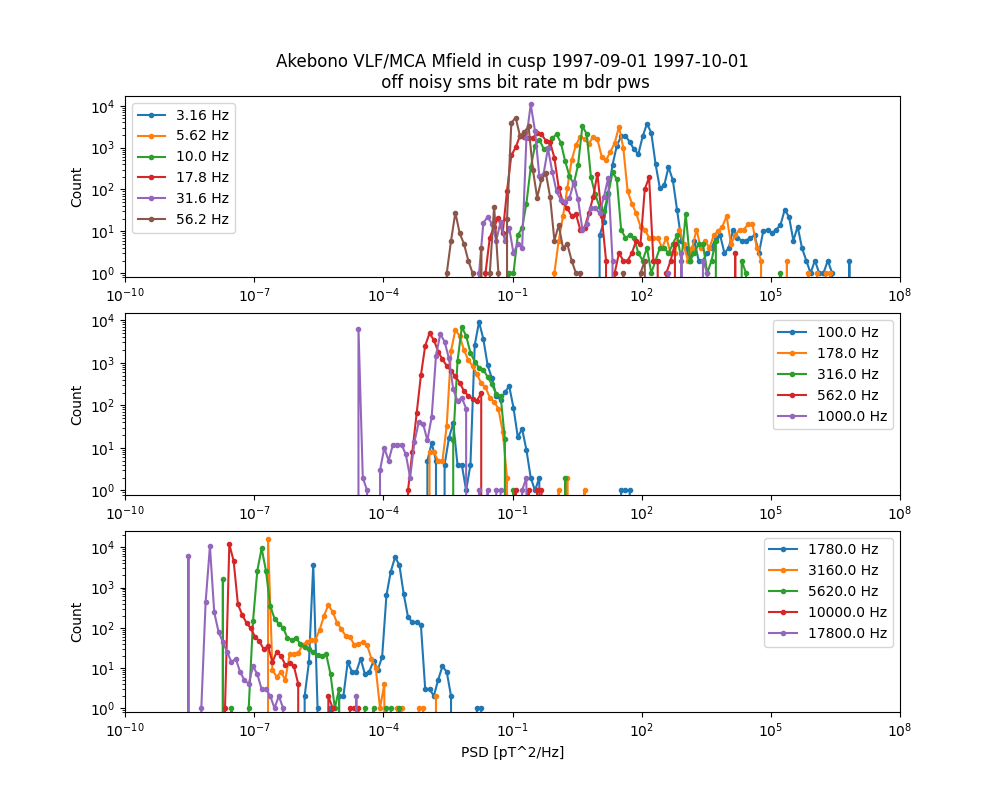 Akebono VLF/MCA Mfield in cusp 1997-09-01 1997-10-01
off noisy sms bit rate m bdr pws
Count
10^4
10^3
10^2
10^1
10^0
3.16 Hz
5.62 Hz
10.0 Hz
17.8 Hz
31.6 Hz
56.2 Hz
10^-10 10^-7 10^-4 10^-1 10^2 10^5 10^8
Count
10^4
10^3
10^2
10^1
10^0
100.0 Hz
178.0 Hz
316.0 Hz
562.0 Hz
1000.0 Hz
10^-10 10^-7 10^-4 10^-1 10^2 10^5 10^8
Count
10^4
10^3
10^2
10^1
10^0
1780.0 Hz
3160.0 Hz
5620.0 Hz
10000.0 Hz
17800.0 Hz
10^-10 10^-7 10^-4 10^-1 10^2 10^5 10^8
PSD [pT^2/Hz]